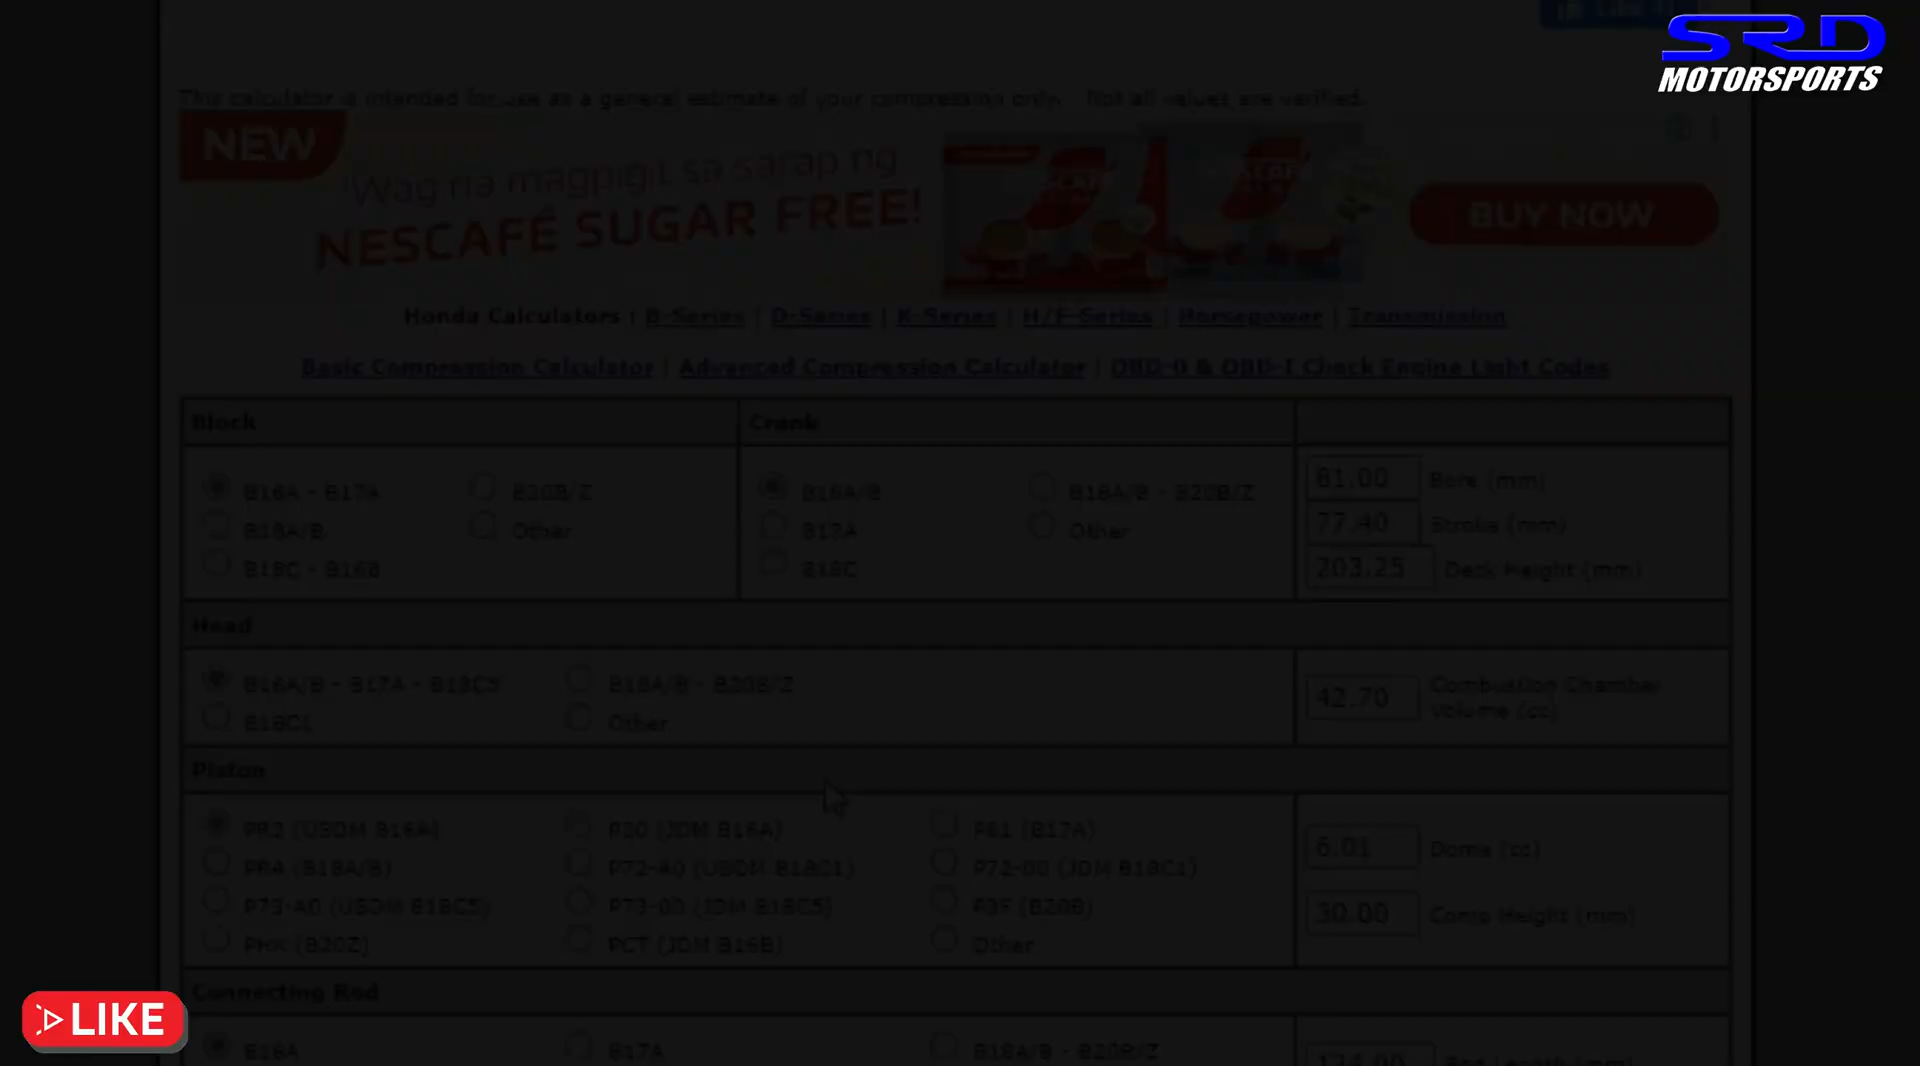 SRD
MOTORSPORTS
This calculator is intended for use as a general estimate of your compression only. Not all values are verified.
NEW
'Wag na magpigil sa sarap ng
NESCAFÉ SUGAR FREE!
BUY NOW
Honda Calculators : B-Series | D-Series | K-Series | H/F-Series | Horsepower | Transmission
Basic Compression Calculator | Advanced Compression Calculator | OBD-0 & OBD-I Check Engine Light Codes
Block Crank
B16A - B17A B20B/Z B16A/B B18A/B - B20B/Z 81.00 Bore (mm)
B18A/B Other B17A Other 77.40 Stroke (mm)
B18C - B16B B18C 203.25 Deck Height (mm)
Head
B16A/B - B17A - B18C5 B18A/B - B20B/Z 42.70 Combustion Chamber Volume (cc)
B18C1 Other
Piston
PR3 (USDM B16A) P30 (JDM B16A) P61 (B17A) 6.01 Dome (cc)
PR4 (B18A/B) P72-A0 (USDM B18C1) P72-00 (JDM B18C1)
P73-A0 (USDM B18C5) P73-00 (JDM B18C5) P3F (B20B) 30.00 Comp Height (mm)
PHK (B20Z) PCT (JDM B16B) Other
Connecting Rod
LIKE
B16A B17A B18A/B - B20B/Z